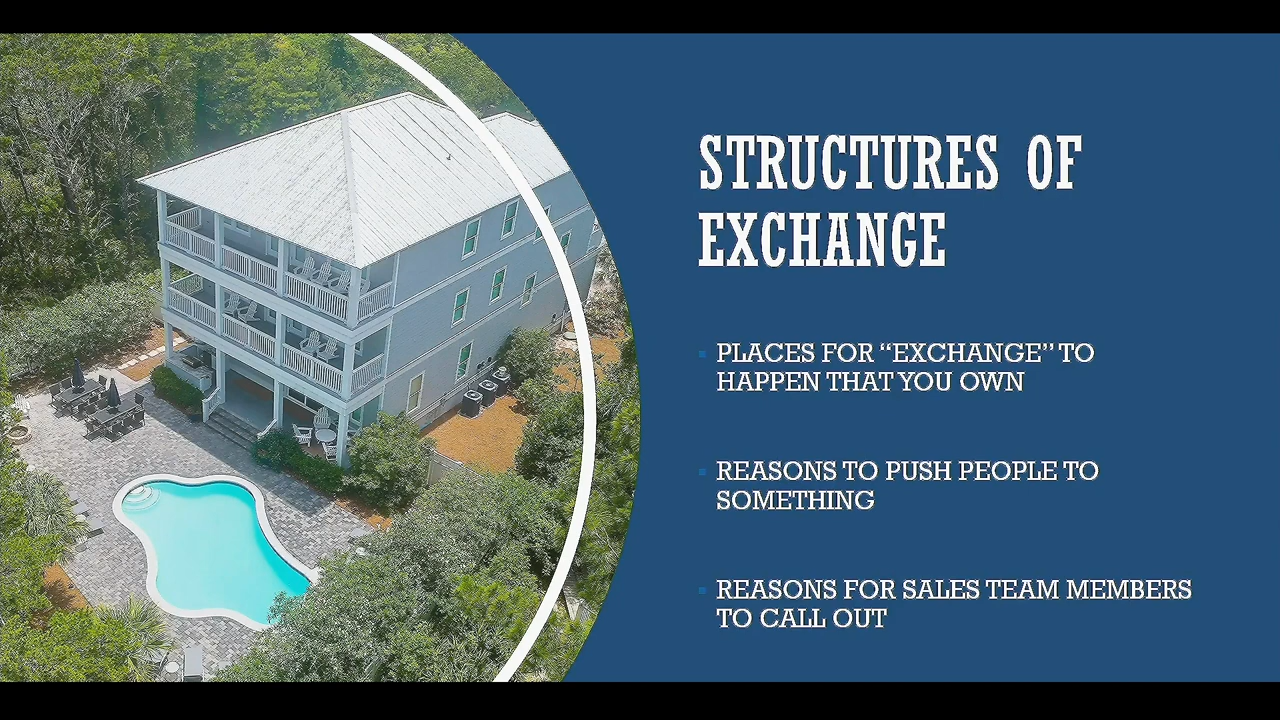 STRUCTURES OF
EXCHANGE
▪ PLACES FOR “EXCHANGE” TO
HAPPEN THAT YOU OWN
▪ REASONS TO PUSH PEOPLE TO
SOMETHING
▪ REASONS FOR SALES TEAM MEMBERS
TO CALL OUT